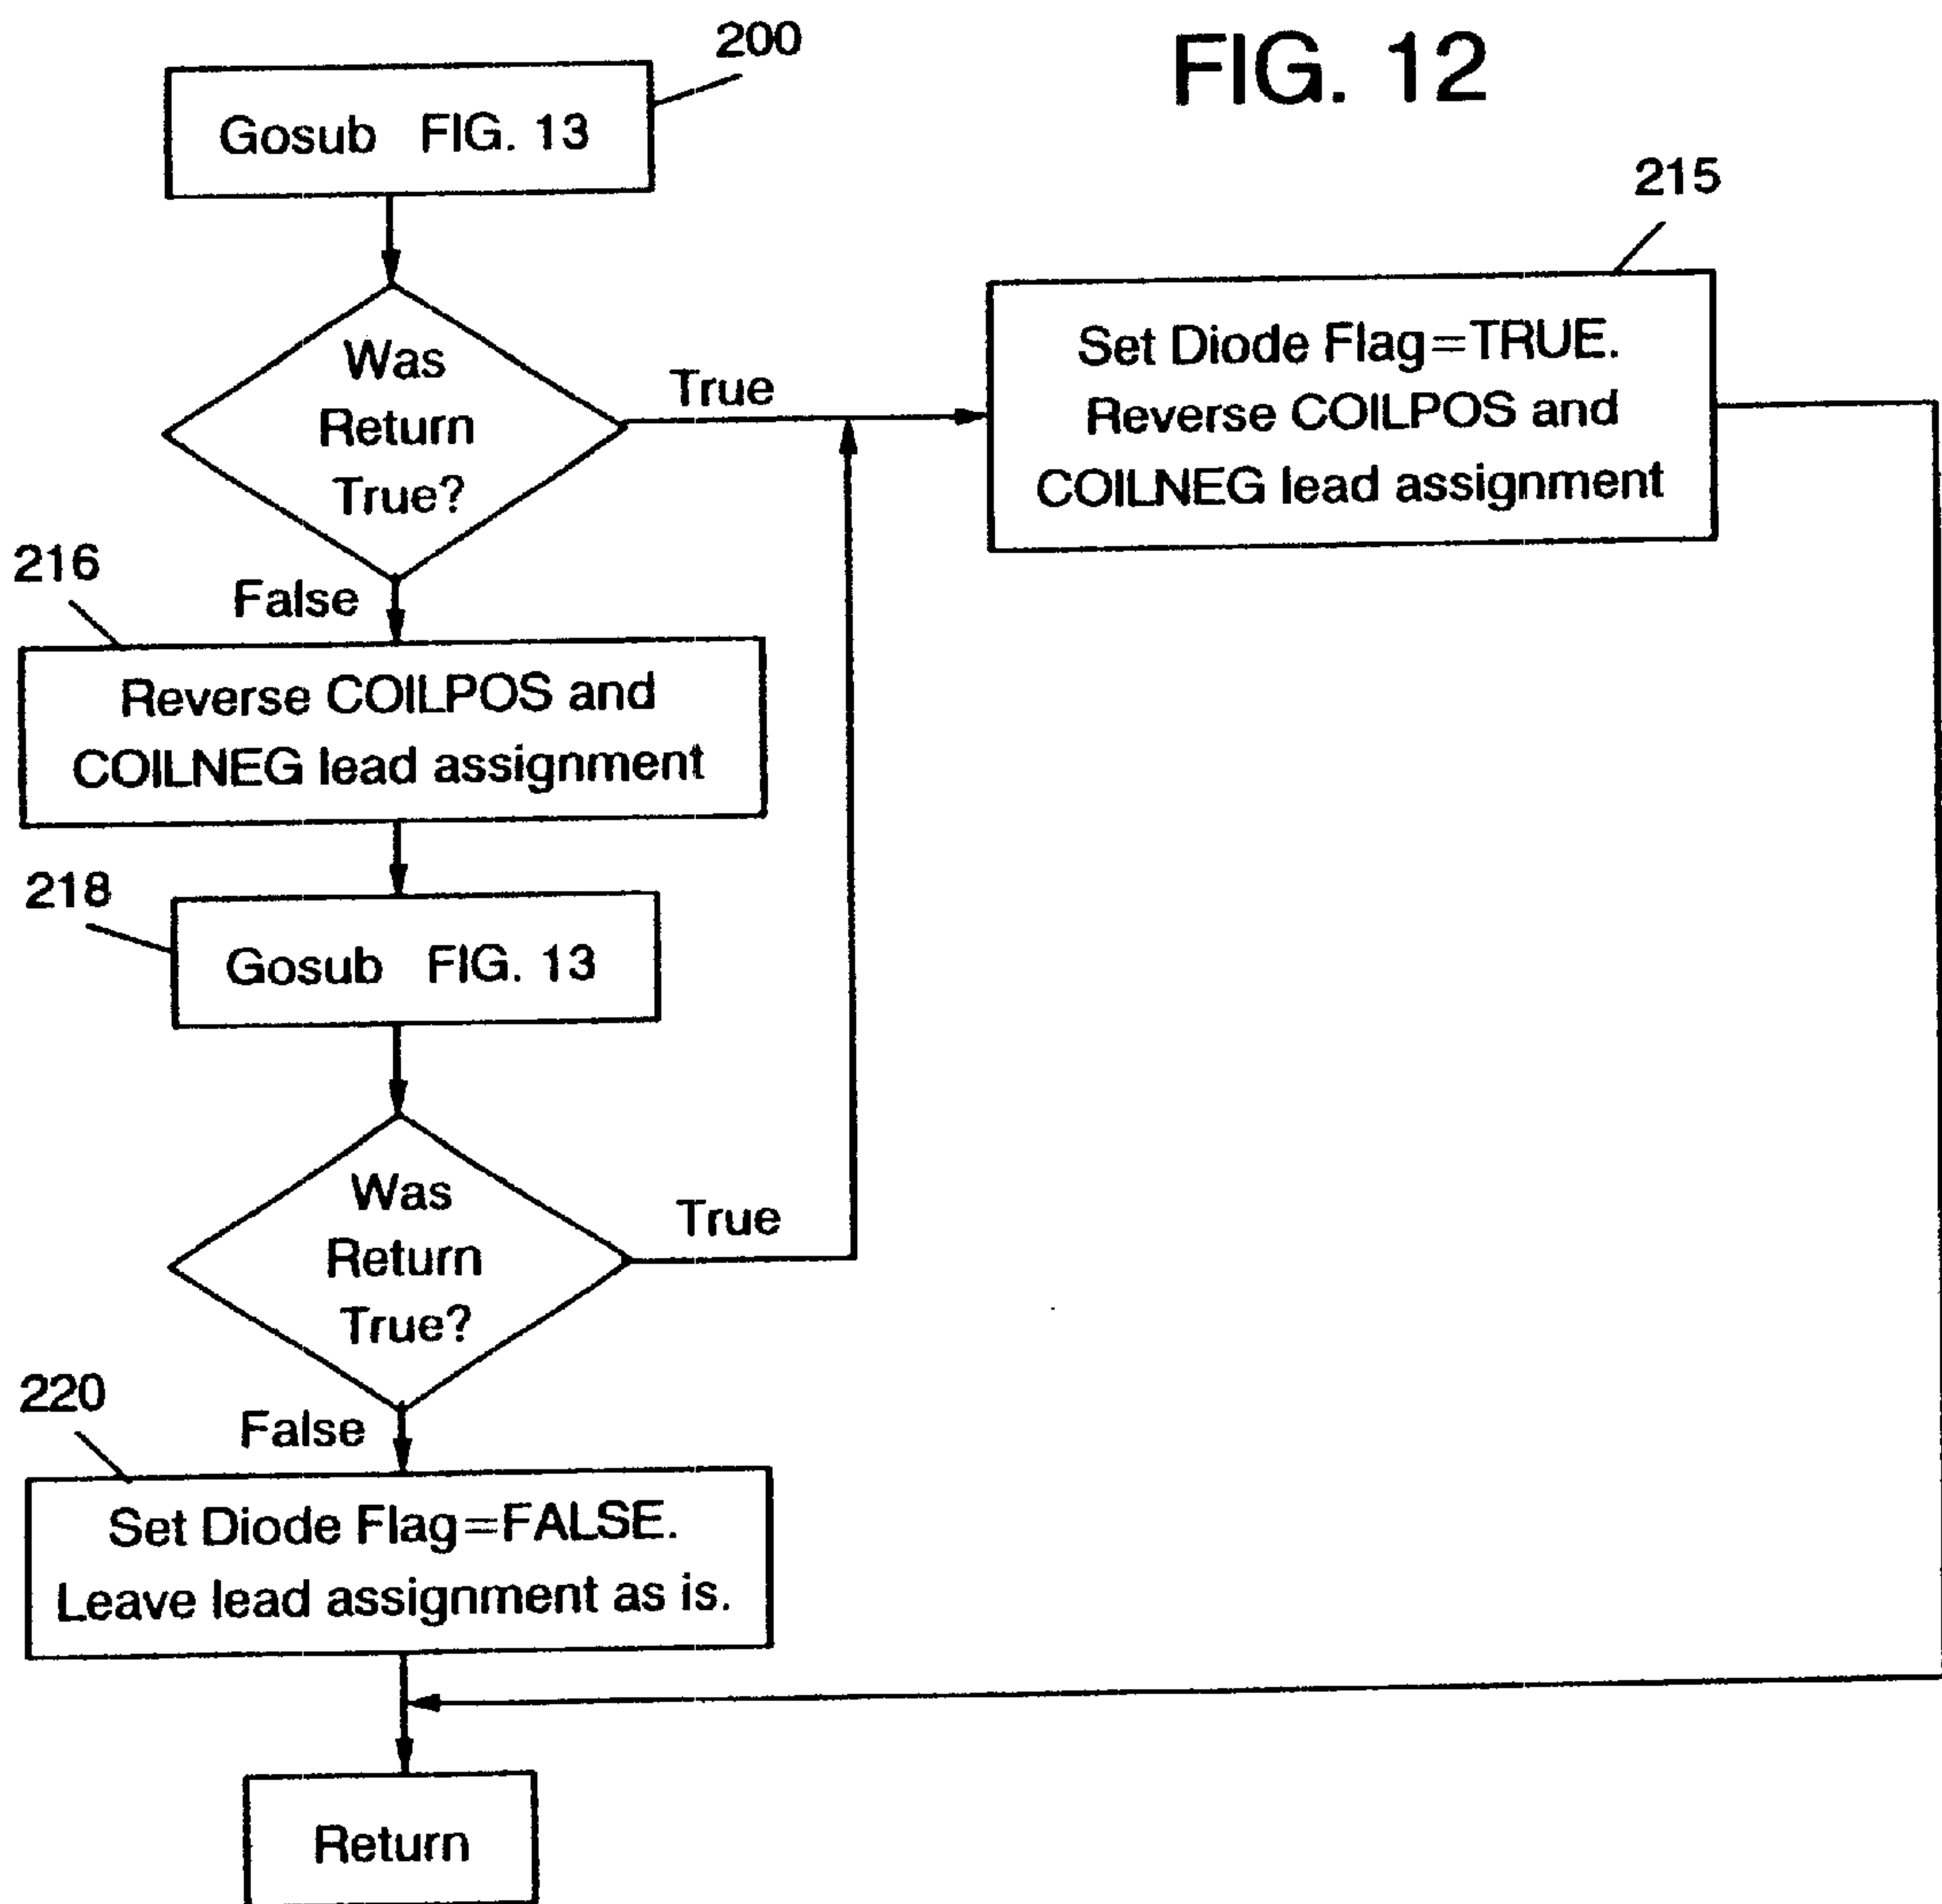 FIG. 12
200
Gosub FIG. 13
Was
Return
True?
True
215
Set Diode Flag=TRUE.
Reverse COILPOS and
COILNEG lead assignment
False
216
Reverse COILPOS and
COILNEG lead assignment
218
Gosub FIG. 13
Was
Return
True?
True
False
220
Set Diode Flag=FALSE.
Leave lead assignment as is.
Return